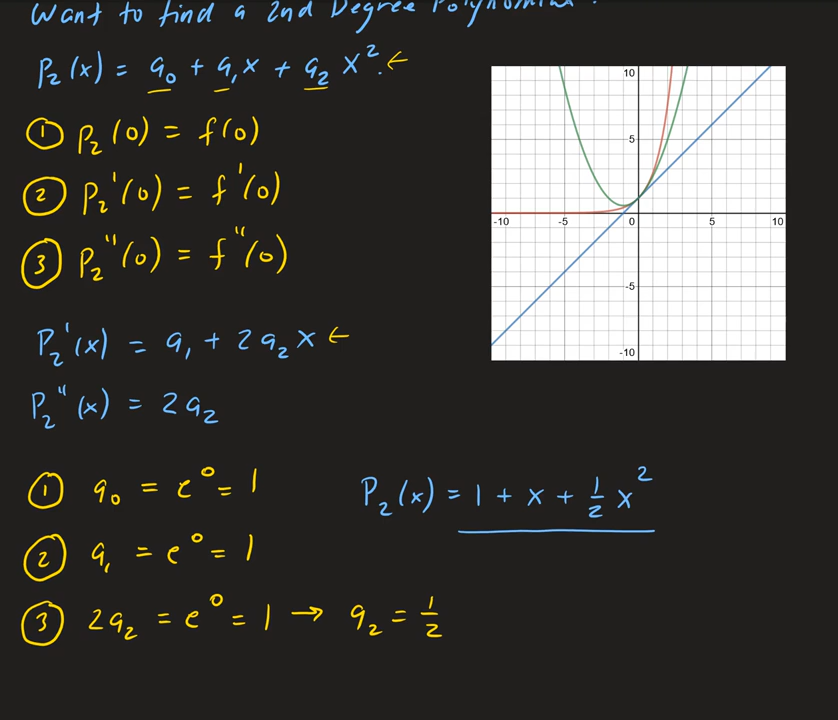 Want to find a 2nd Degree Polynomial
P₂(x) = a₀ + a₁x + a₂x². ←
① P₂(0) = f(0)
② P₂'(0) = f'(0)
③ P₂''(0) = f''(0)
10
5
-10 -5 0 5 10
-5
-10
P₂'(x) = a₁ + 2a₂x ←
P₂''(x) = 2a₂
① a₀ = e⁰ = 1
P₂(x) = 1 + x + ½x²
② a₁ = e⁰ = 1
③ 2a₂ = e⁰ = 1 → a₂ = ½